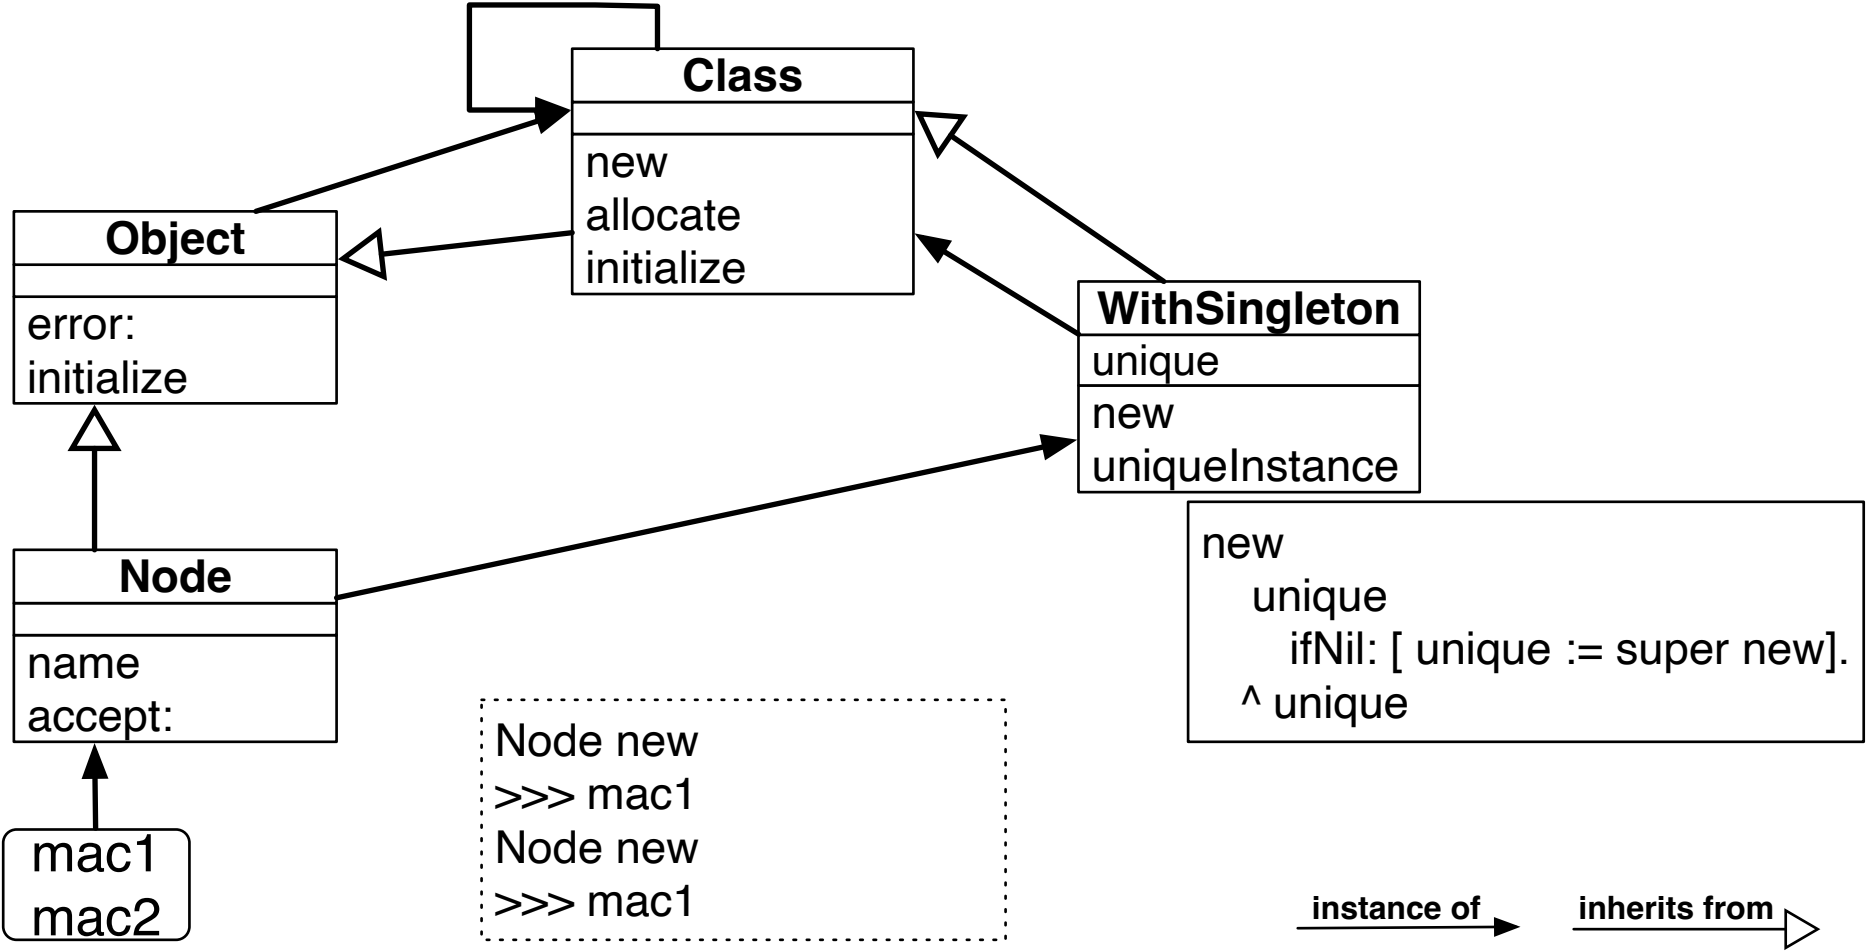 Class
new
allocate
initialize
Object
error:
initialize
WithSingleton
unique
new
uniqueInstance
new
unique
ifNil: [ unique := super new].
^ unique
Node
name
accept:
mac1
mac2
Node new
>>> mac1
Node new
>>> mac1
instance of
inherits from